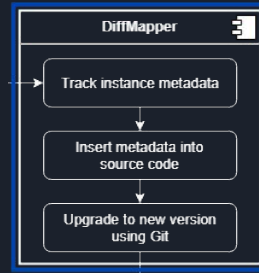 DiffMapper
Track instance metadata
Insert metadata into
source code
Upgrade to new version
using Git